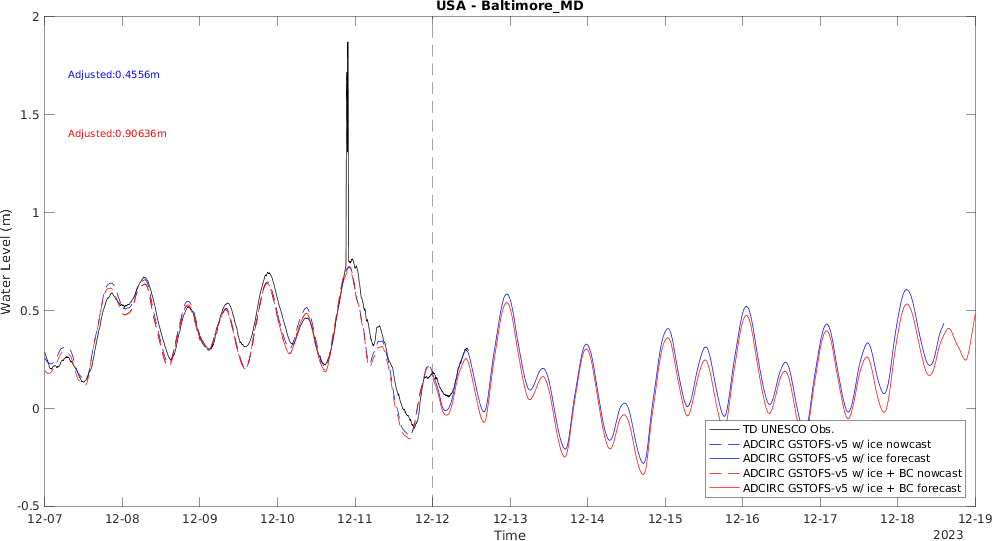 USA - Baltimore_MD
2
Adjusted:0.4556m
1.5
Adjusted:0.90636m
1
Water Level (m)
0.5
0
TD UNESCO Obs.
ADCIRC GSTOFS-v5 w/ ice nowcast
ADCIRC GSTOFS-v5 w/ ice forecast
ADCIRC GSTOFS-v5 w/ ice + BC nowcast
ADCIRC GSTOFS-v5 w/ ice + BC forecast
-0.5
12-07 12-08 12-09 12-10 12-11 12-12 12-13 12-14 12-15 12-16 12-17 12-18 12-19
Time
2023